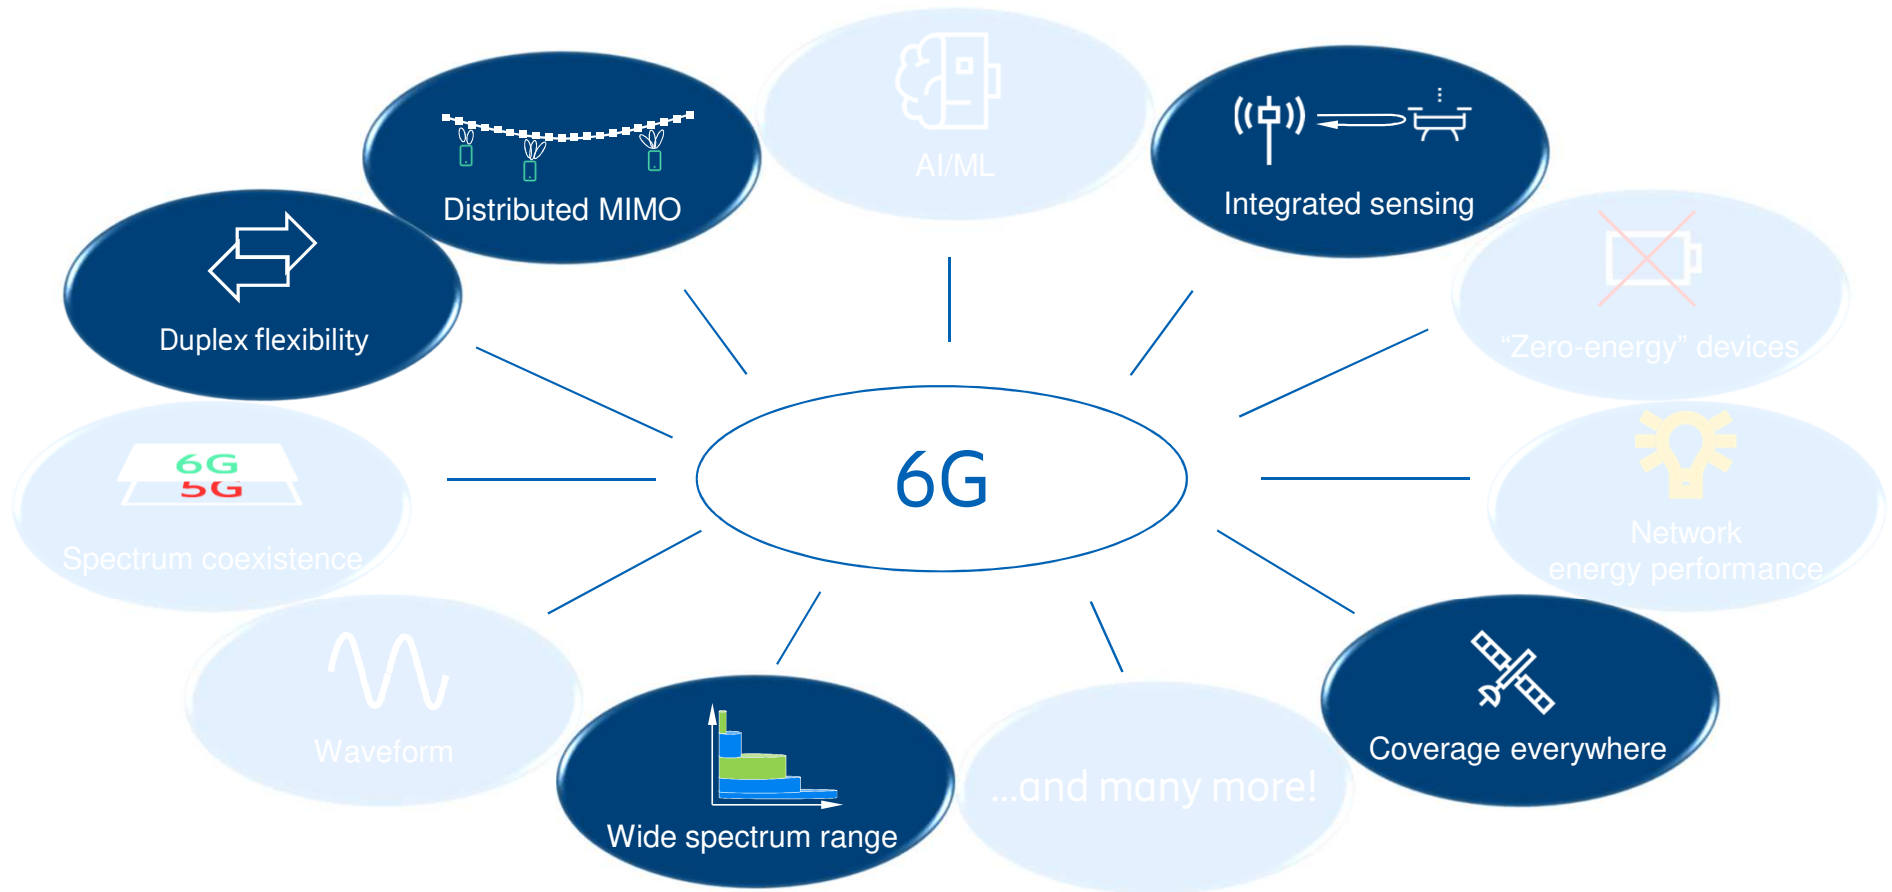 AI/ML
Distributed MIMO
Integrated sensing
Duplex flexibility
“Zero-energy” devices
6G
5G
Spectrum coexistence
6G
Network
energy performance
Waveform
Coverage everywhere
...and many more!
Wide spectrum range